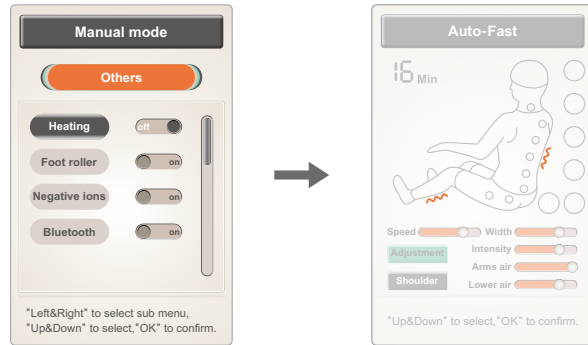 Manual mode
Others
Heating off
Foot roller on
Negative ions on
Bluetooth on
"Left&Right" to select sub menu,
"Up&Down" to select,"OK" to confirm.
Auto-Fast
16 Min
Speed Width
Adjustment Intensity
Arms air
Shoulder Lower air
"Up&Down" to select,"OK" to confirm.